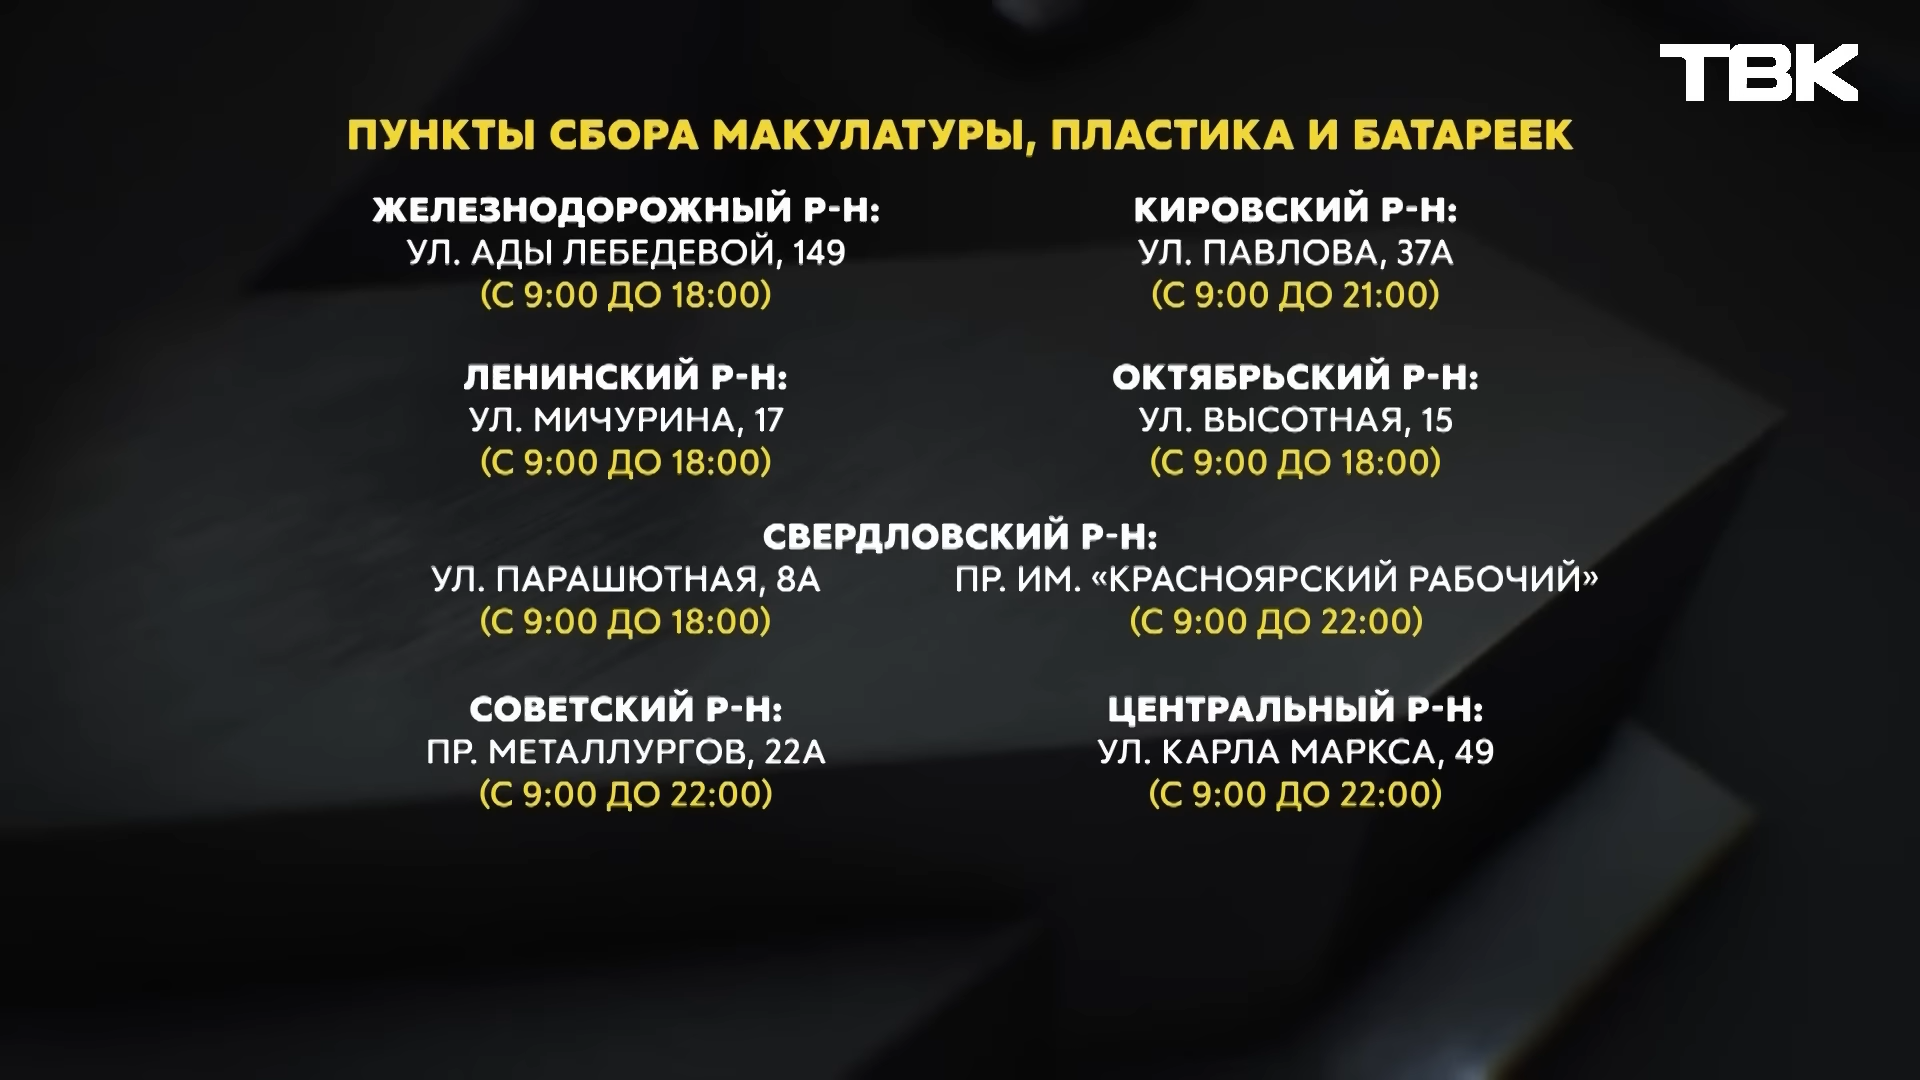 ТВК
ПУНКТЫ СБОРА МАКУЛАТУРЫ, ПЛАСТИКА И БАТАРЕЕК
ЖЕЛЕЗНОДОРОЖНЫЙ Р-Н:
УЛ. АДЫ ЛЕБЕДЕВОЙ, 149
(С 9:00 ДО 18:00)
КИРОВСКИЙ Р-Н:
УЛ. ПАВЛОВА, 37А
(С 9:00 ДО 21:00)
ЛЕНИНСКИЙ Р-Н:
УЛ. МИЧУРИНА, 17
(С 9:00 ДО 18:00)
ОКТЯБРЬСКИЙ Р-Н:
УЛ. ВЫСОТНАЯ, 15
(С 9:00 ДО 18:00)
СВЕРДЛОВСКИЙ Р-Н:
УЛ. ПАРАШЮТНАЯ, 8А
(С 9:00 ДО 18:00)
ПР. ИМ. «КРАСНОЯРСКИЙ РАБОЧИЙ»
(С 9:00 ДО 22:00)
СОВЕТСКИЙ Р-Н:
ПР. МЕТАЛЛУРГОВ, 22А
(С 9:00 ДО 22:00)
ЦЕНТРАЛЬНЫЙ Р-Н:
УЛ. КАРЛА МАРКСА, 49
(С 9:00 ДО 22:00)